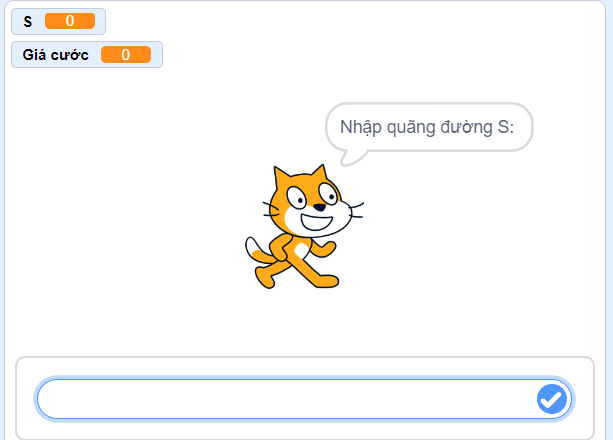 S 0
Giá cước 0
Nhập quãng đường S: